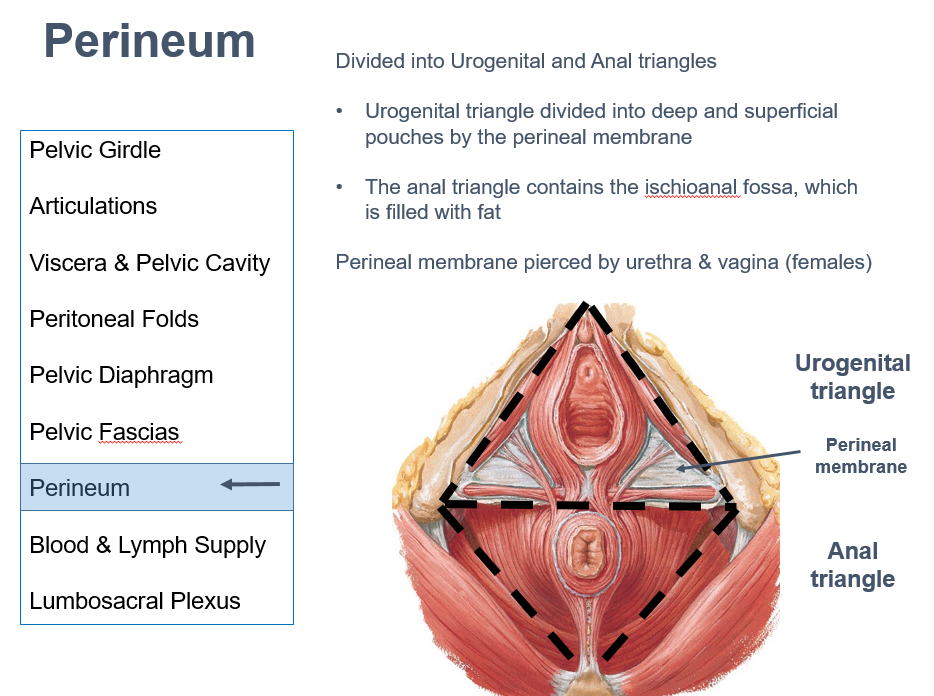 Perineum
Pelvic Girdle
Articulations
Viscera & Pelvic Cavity
Peritoneal Folds
Pelvic Diaphragm
Pelvic Fascias
Perineum
Blood & Lymph Supply
Lumbosacral Plexus
Divided into Urogenital and Anal triangles
• Urogenital triangle divided into deep and superficial
pouches by the perineal membrane
• The anal triangle contains the ischioanal fossa, which
is filled with fat
Perineal membrane pierced by urethra & vagina (females)
Urogenital
triangle
Perineal
membrane
Anal
triangle